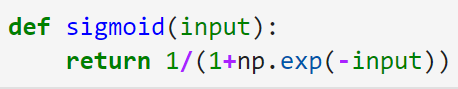 def sigmoid(input):
    return 1/(1+np.exp(-input))